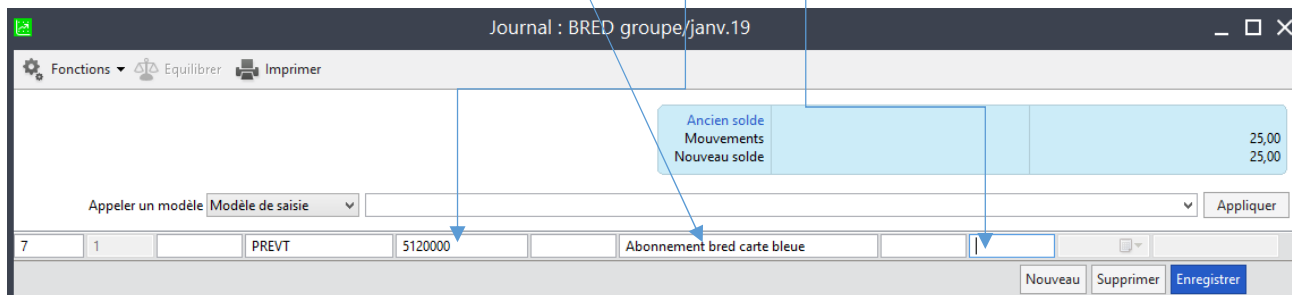 Journal : BRED groupe/janv.19
Fonctions Equilibrer Imprimer
Ancien solde
Mouvements 25,00
Nouveau solde 25,00
Appeler un modèle Modèle de saisie Appliquer
7 1 PREVT 5120000 Abonnement bred carte bleue
Nouveau Supprimer Enregistrer